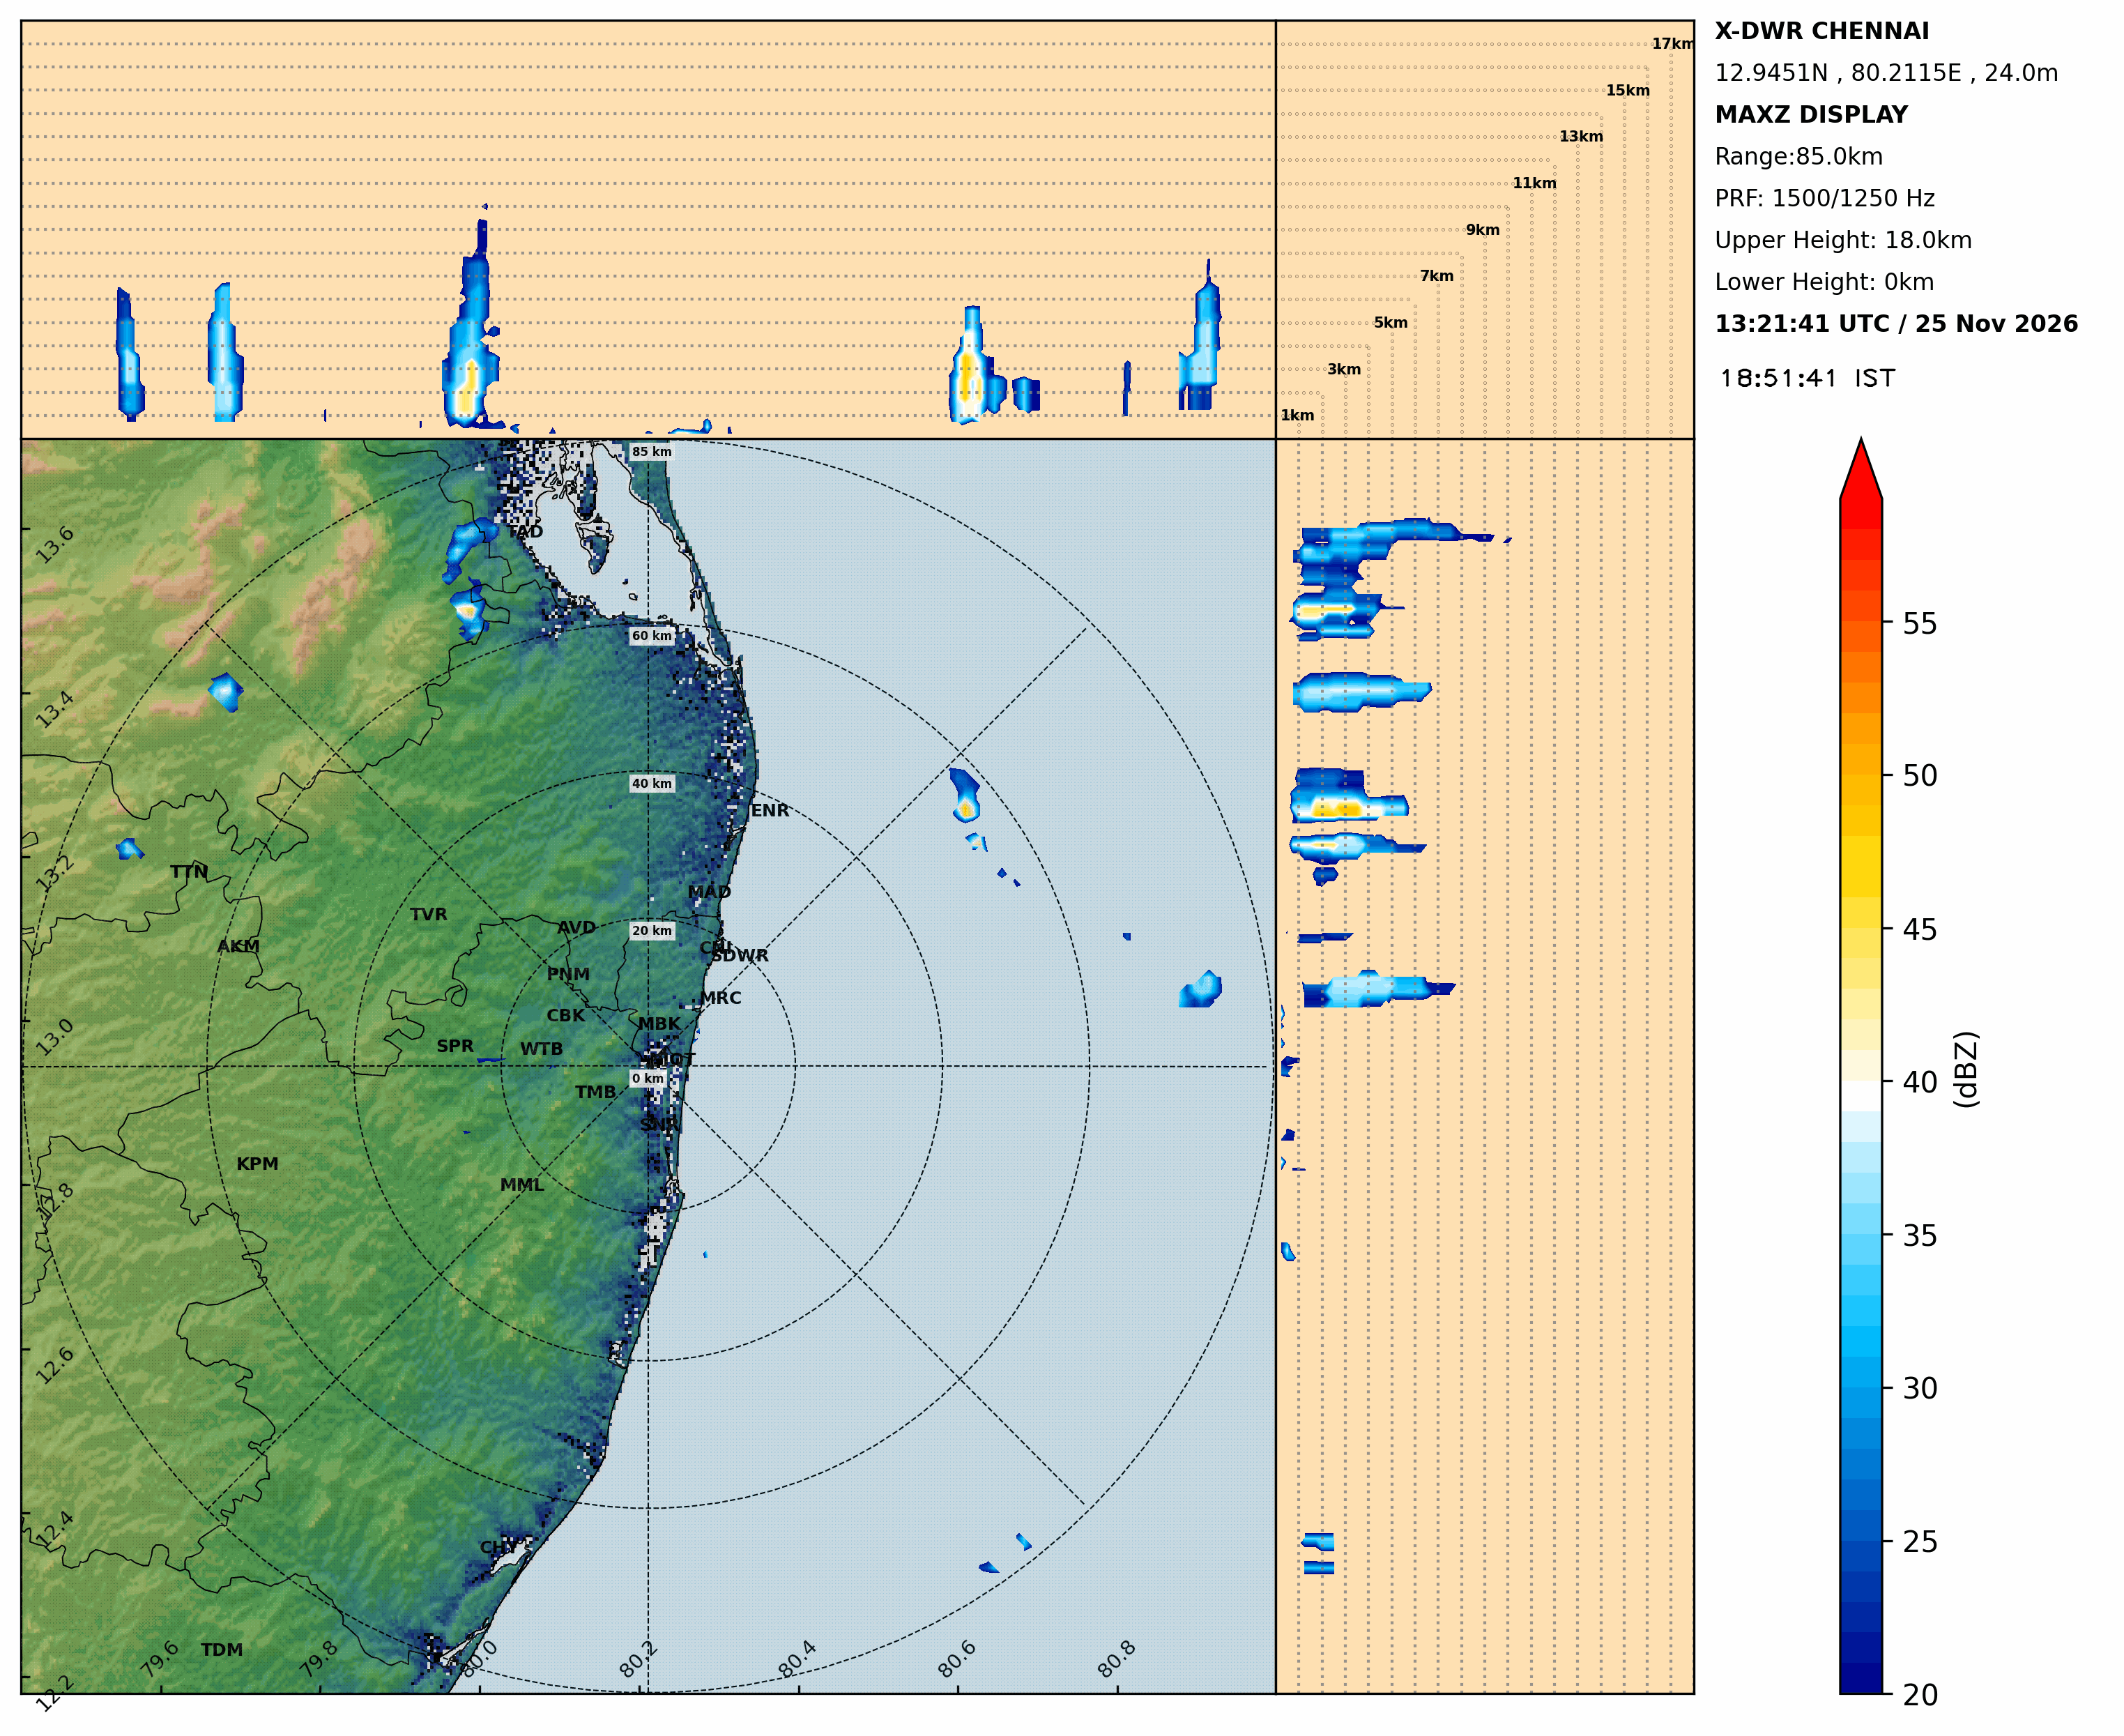 X-DWR CHENNAI
12.9451N , 80.2115E , 24.0m
MAXZ DISPLAY
Range:85.0km
PRF: 1500/1250 Hz
Upper Height: 18.0km
Lower Height: 0km
13:21:41 UTC / 25 Nov 2026
18:51:41 IST
17km
15km
13km
11km
9km
7km
5km
3km
1km
85 km
TAD
13.6
60 km
13.4
40 km
ENR
13.2
TTN
MAD
TVR
AVD
20 km
AKM
SDWR
PNM
MRC
CBK
MBK
13.0
SPR
WTB
0 km
TMB
SNR
KPM
MML
12.8
12.6
12.4
CHY
TDM
12.2
79.6
79.8
80.0
80.2
80.4
80.6
80.8
55
50
45
40
35
30
25
20
(dBZ)